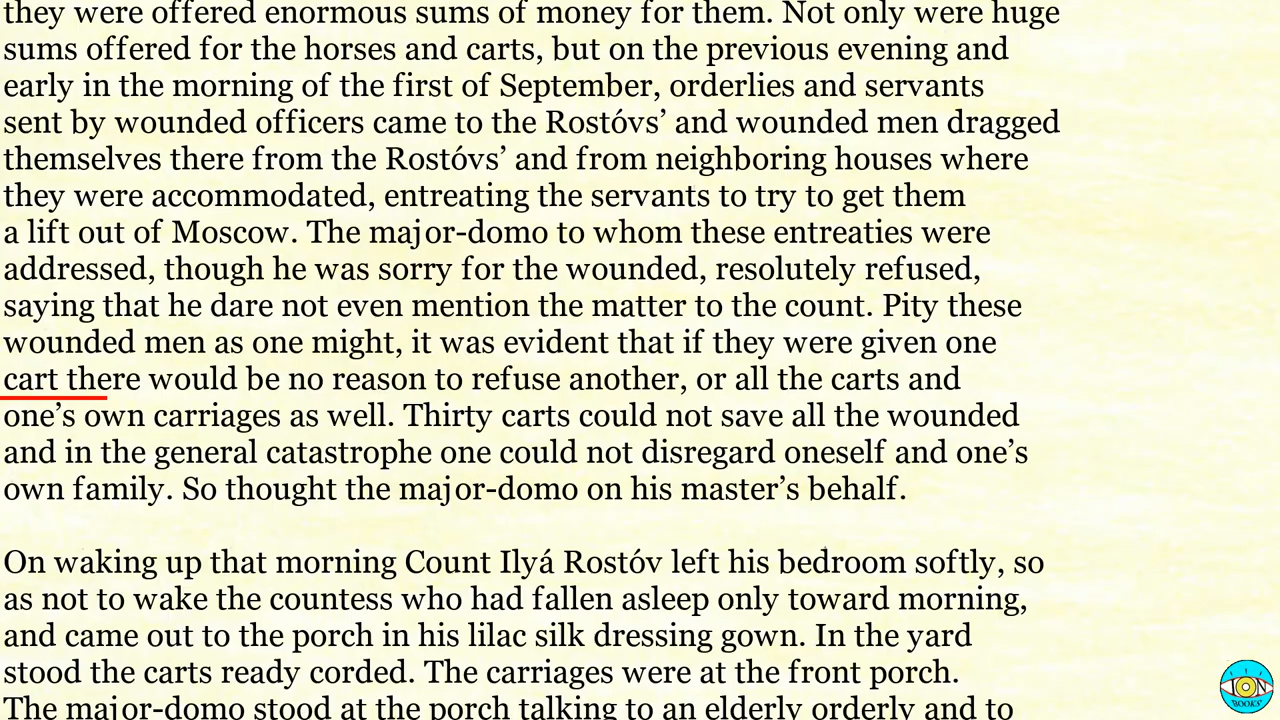 they were offered enormous sums of money for them. Not only were huge
sums offered for the horses and carts, but on the previous evening and
early in the morning of the first of September, orderlies and servants
sent by wounded officers came to the Rostóvs’ and wounded men dragged
themselves there from the Rostóvs’ and from neighboring houses where
they were accommodated, entreating the servants to try to get them
a lift out of Moscow. The major-domo to whom these entreaties were
addressed, though he was sorry for the wounded, resolutely refused,
saying that he dare not even mention the matter to the count. Pity these
wounded men as one might, it was evident that if they were given one
cart there would be no reason to refuse another, or all the carts and
one’s own carriages as well. Thirty carts could not save all the wounded
and in the general catastrophe one could not disregard oneself and one’s
own family. So thought the major-domo on his master’s behalf.
On waking up that morning Count Ilyá Rostóv left his bedroom softly, so
as not to wake the countess who had fallen asleep only toward morning,
and came out to the porch in his lilac silk dressing gown. In the yard
stood the carts ready corded. The carriages were at the front porch.
The major-domo stood at the porch talking to an elderly orderly and to
ION
BOOKS